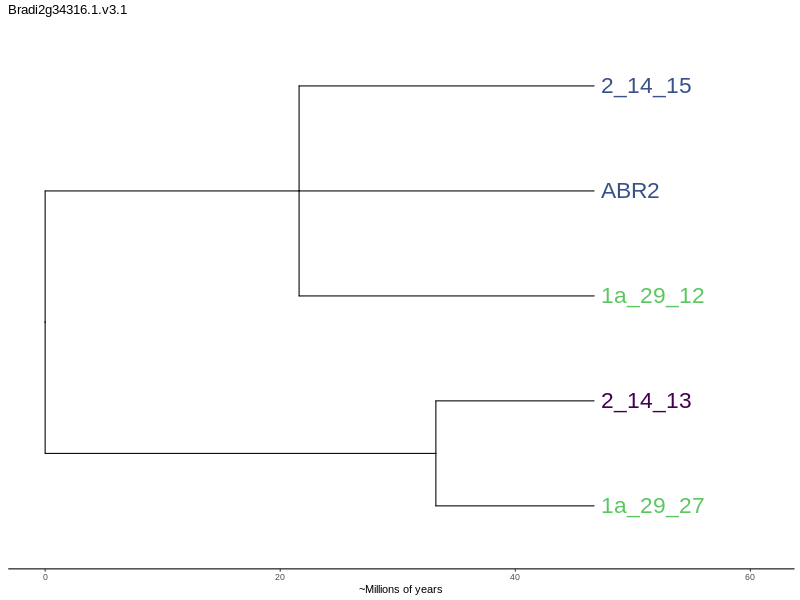 Bradi2g34316.1.v3.1
2_14_15
ABR2
1a_29_12
2_14_13
1a_29_27
0 20 40 60
~Millions of years